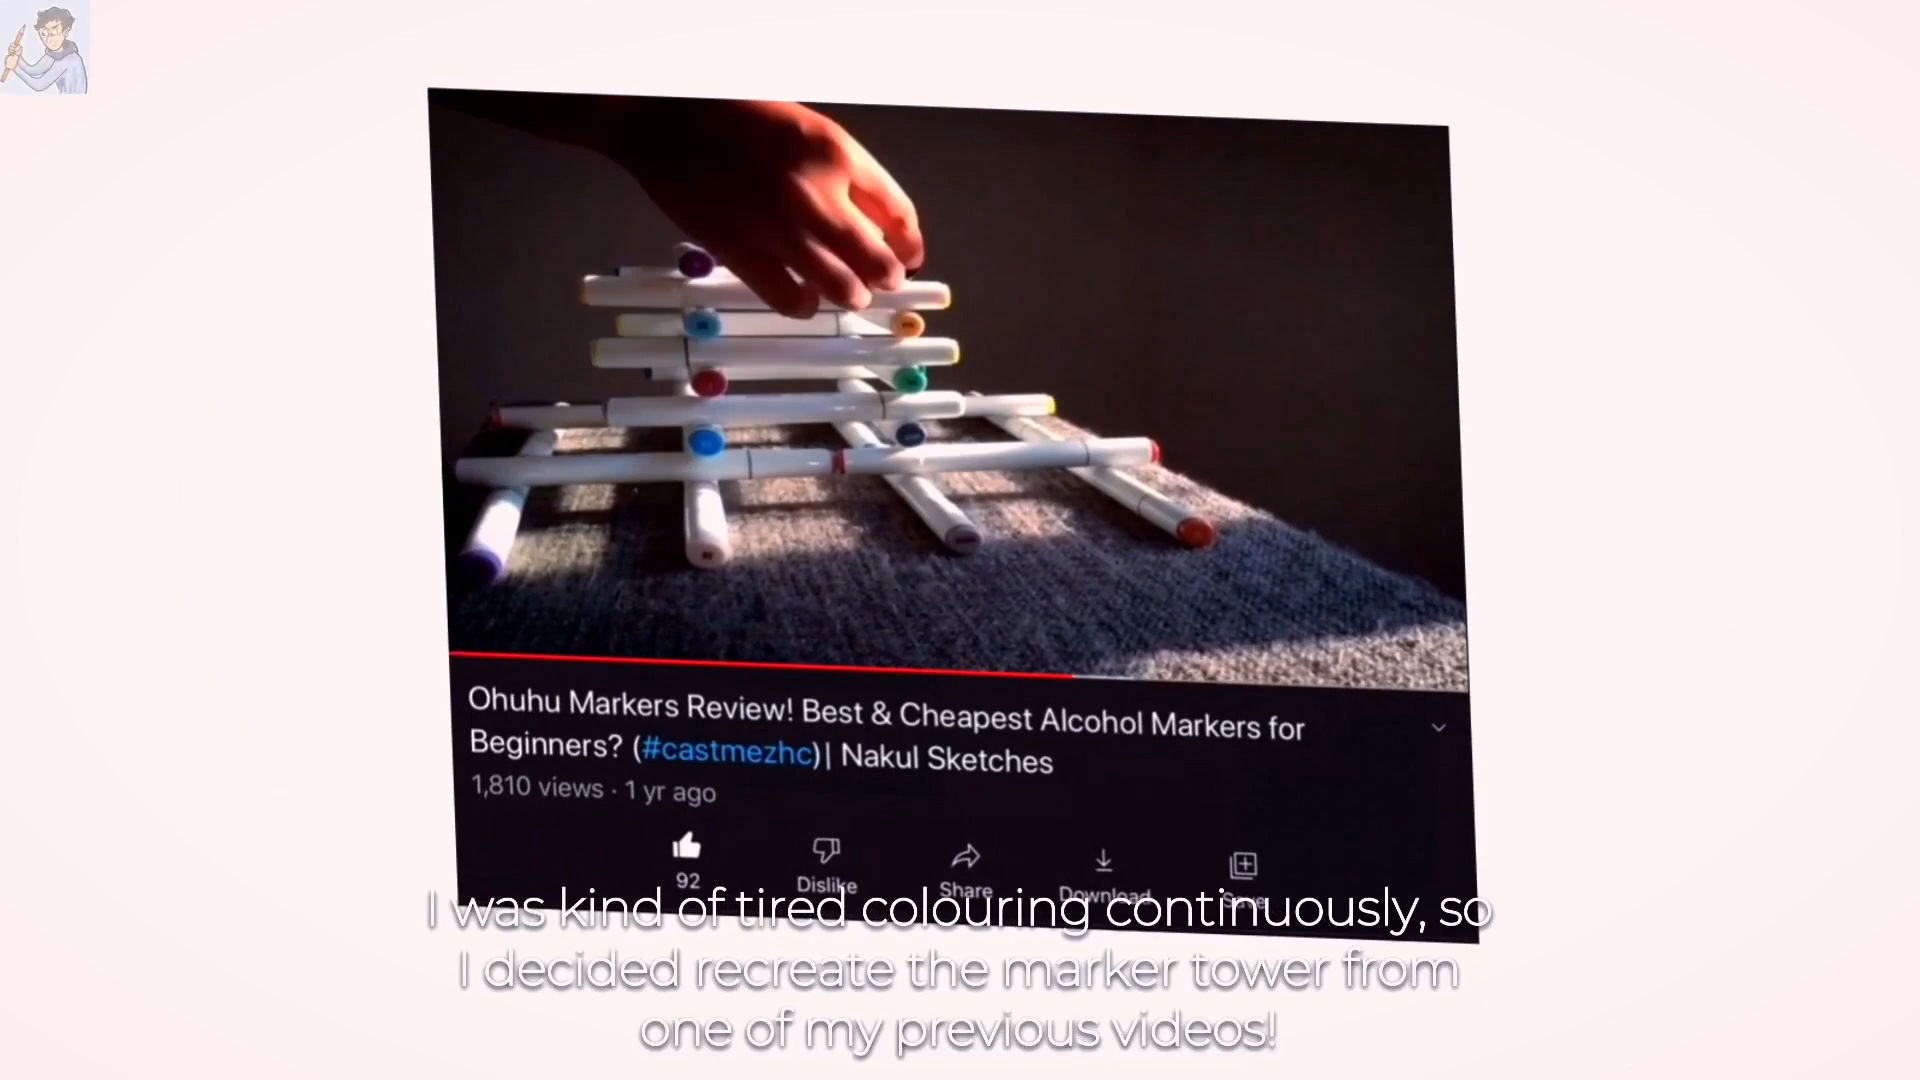 Ohuhu Markers Review! Best & Cheapest Alcohol Markers for
Beginners? (#castmezhc)| Nakul Sketches
1,810 views · 1 yr ago
92
Dislike
Share
Download
Save
I was kind of tired colouring continuously, so
I decided recreate the marker tower from
one of my previous videos!